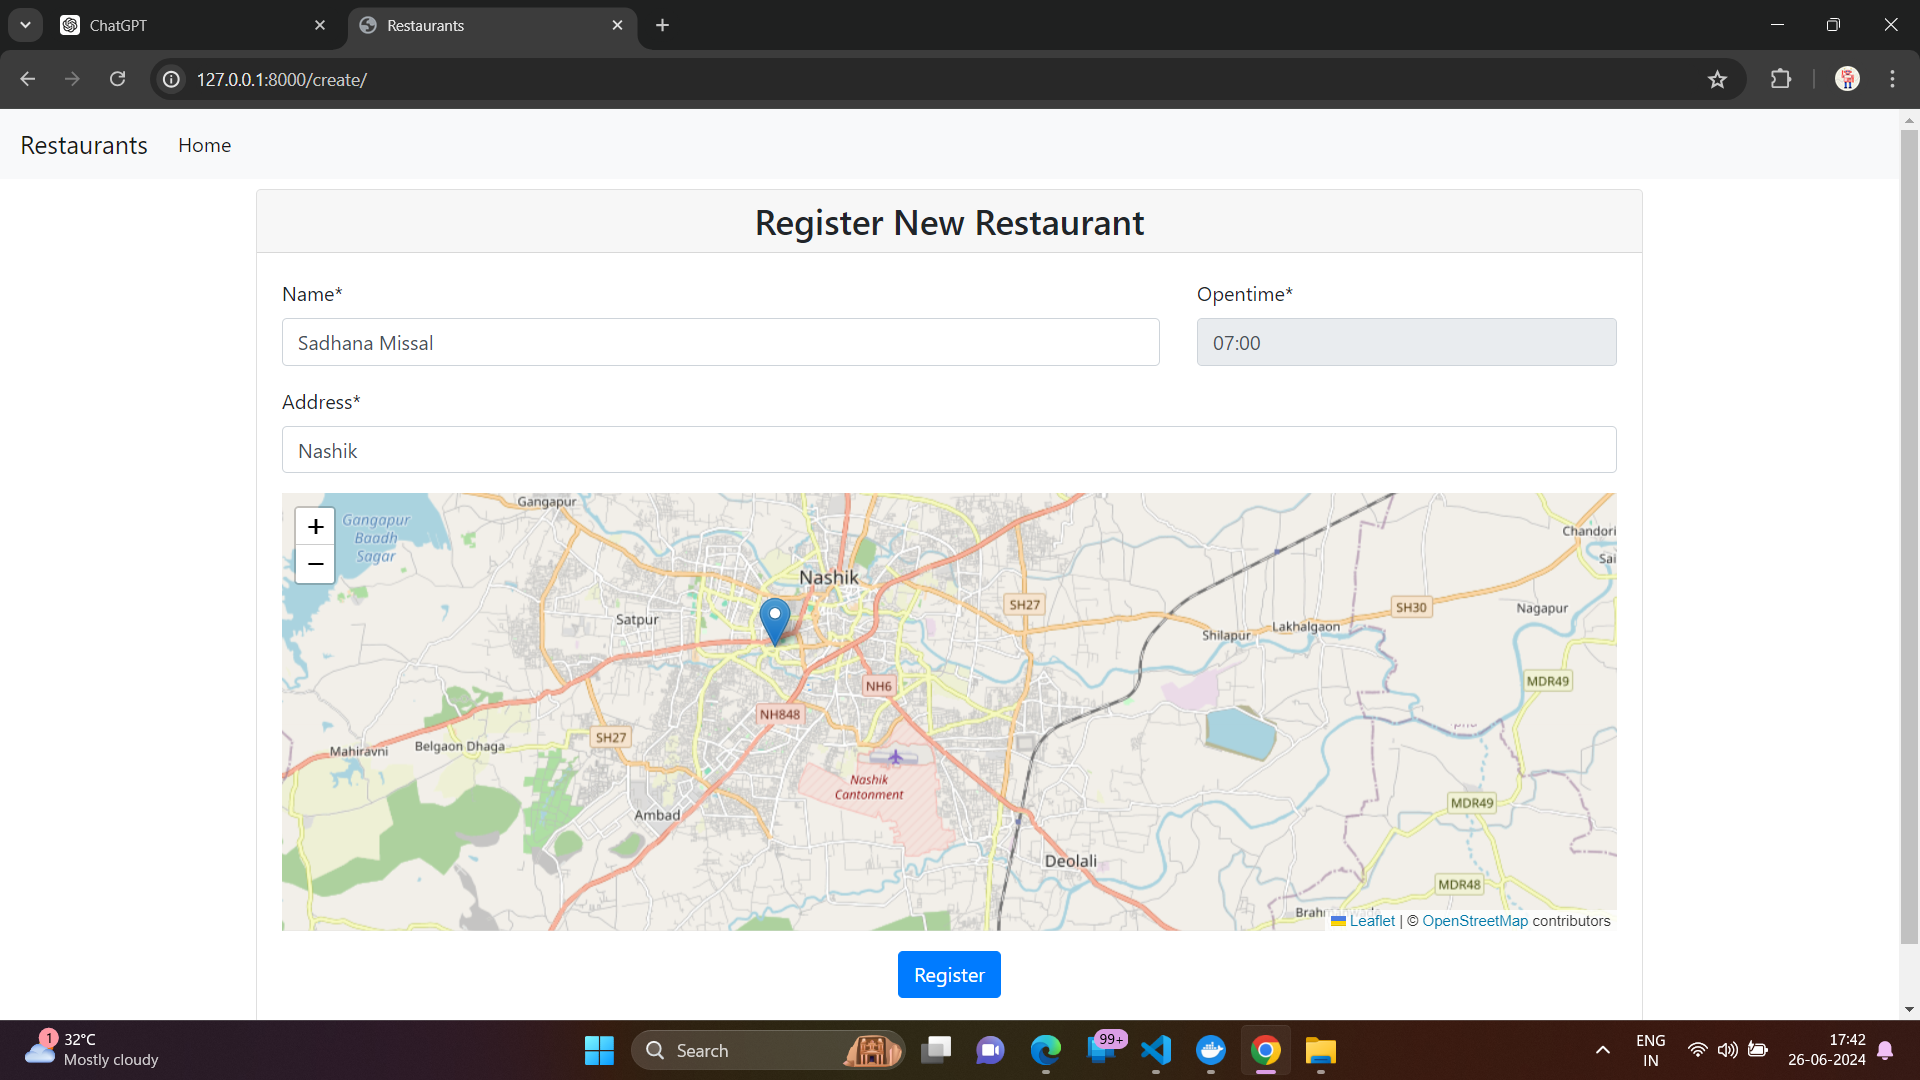 ChatGPT
Restaurants
127.0.0.1:8000/create/
Restaurants
Home
Register New Restaurant
Name*
Opentime*
Sadhana Missal
07:00
Address*
Nashik
+
−
Gangapur
Gangapur
Baadh
Sagar
Chandori
Sai
Nashik
SH27
SH30
Nagapur
Satpur
Shilapur
Lakhalgaon
NH6
MDR49
NH848
SH27
Mahiravni
Belgaon Dhaga
Nashik
Cantonment
MDR49
Ambad
Deolali
MDR48
Leaflet | © OpenStreetMap contributors
Register
1
32°C
Mostly cloudy
Search
99+
ENG
IN
17:42
26-06-2024